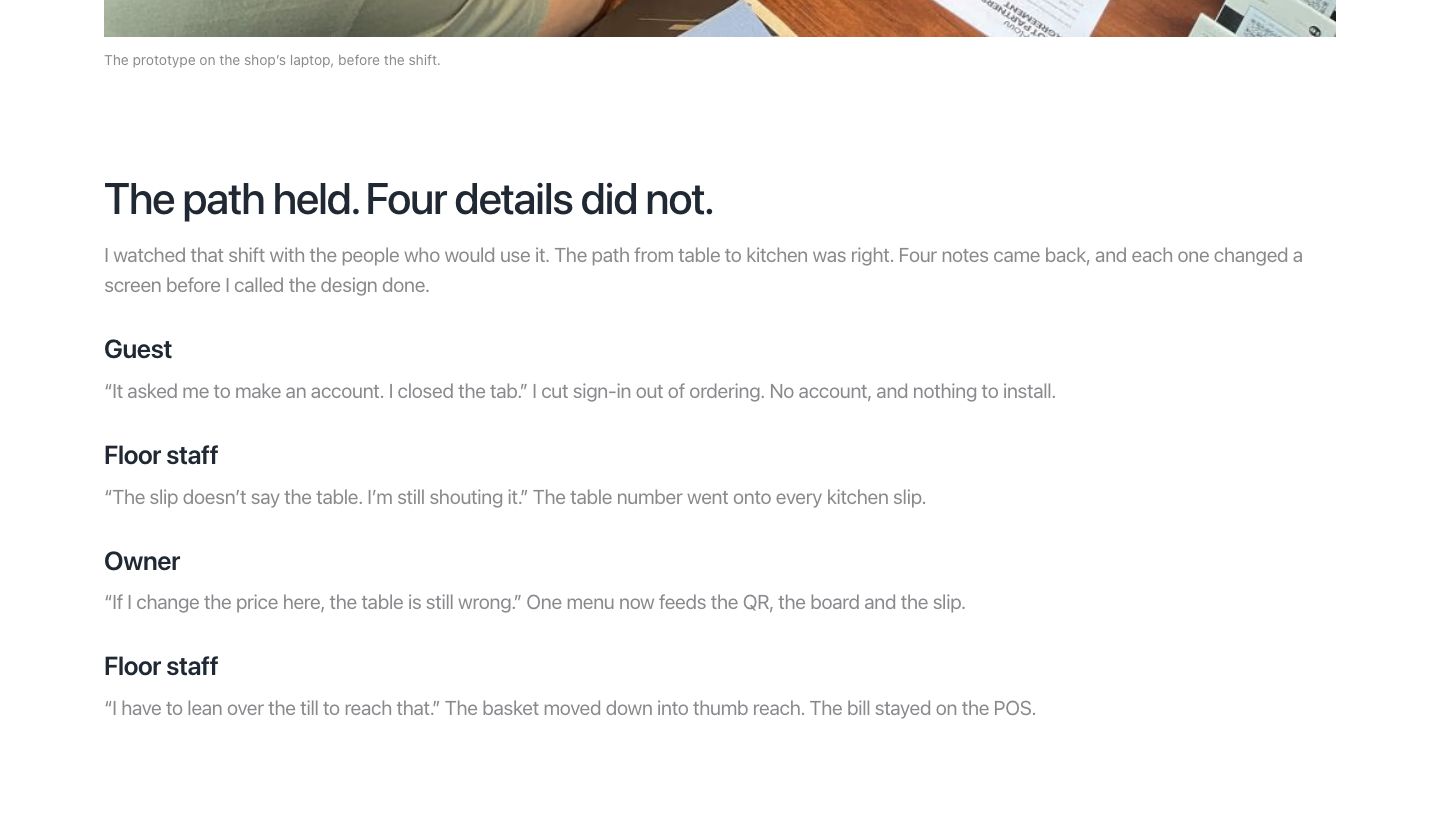 The prototype on the shop’s laptop, before the shift.
The path held. Four details did not.
I watched that shift with the people who would use it. The path from table to kitchen was right. Four notes came back, and each one changed a
screen before I called the design done.
Guest
“It asked me to make an account. I closed the tab.” I cut sign-in out of ordering. No account, and nothing to install.
Floor staff
“The slip doesn’t say the table. I’m still shouting it.” The table number went onto every kitchen slip.
Owner
“If I change the price here, the table is still wrong.” One menu now feeds the QR, the board and the slip.
Floor staff
“I have to lean over the till to reach that.” The basket moved down into thumb reach. The bill stayed on the POS.